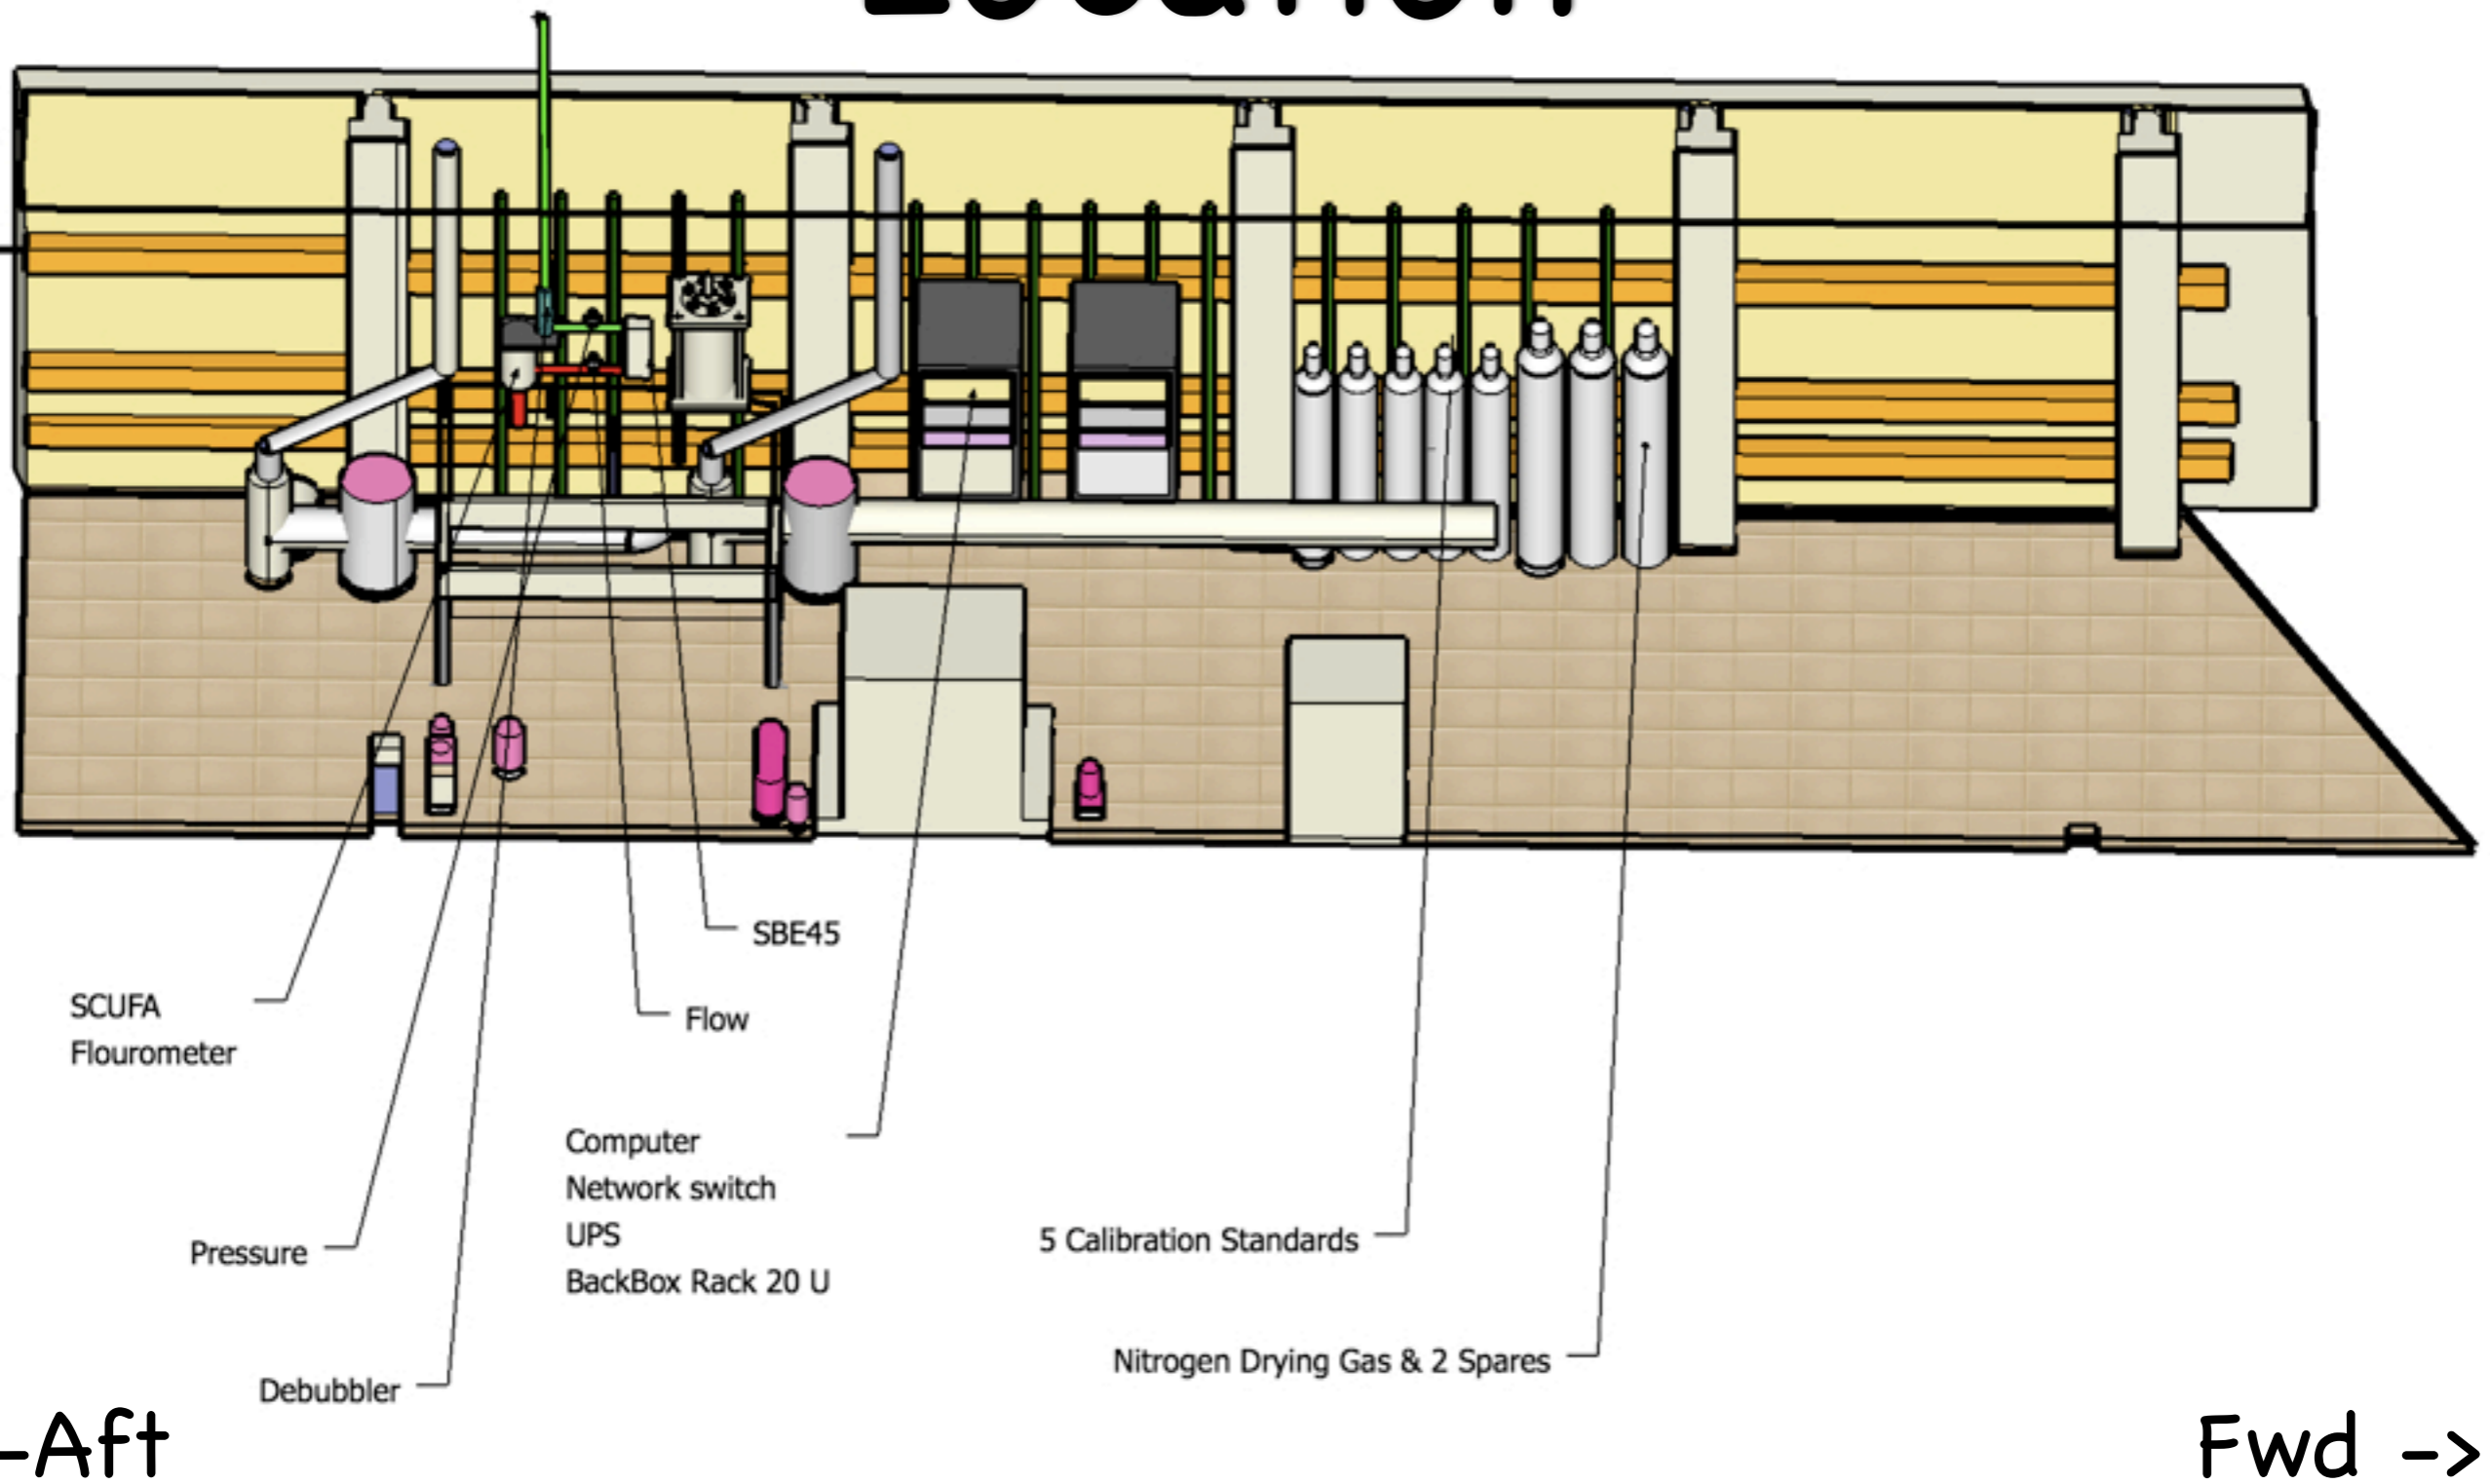 SBE45
SCUFA
Flourometer
Flow
Computer
Network switch
UPS
BackBox Rack 20 U
Pressure
5 Calibration Standards
Nitrogen Drying Gas & 2 Spares
Debubbler
-Aft
Fwd ->